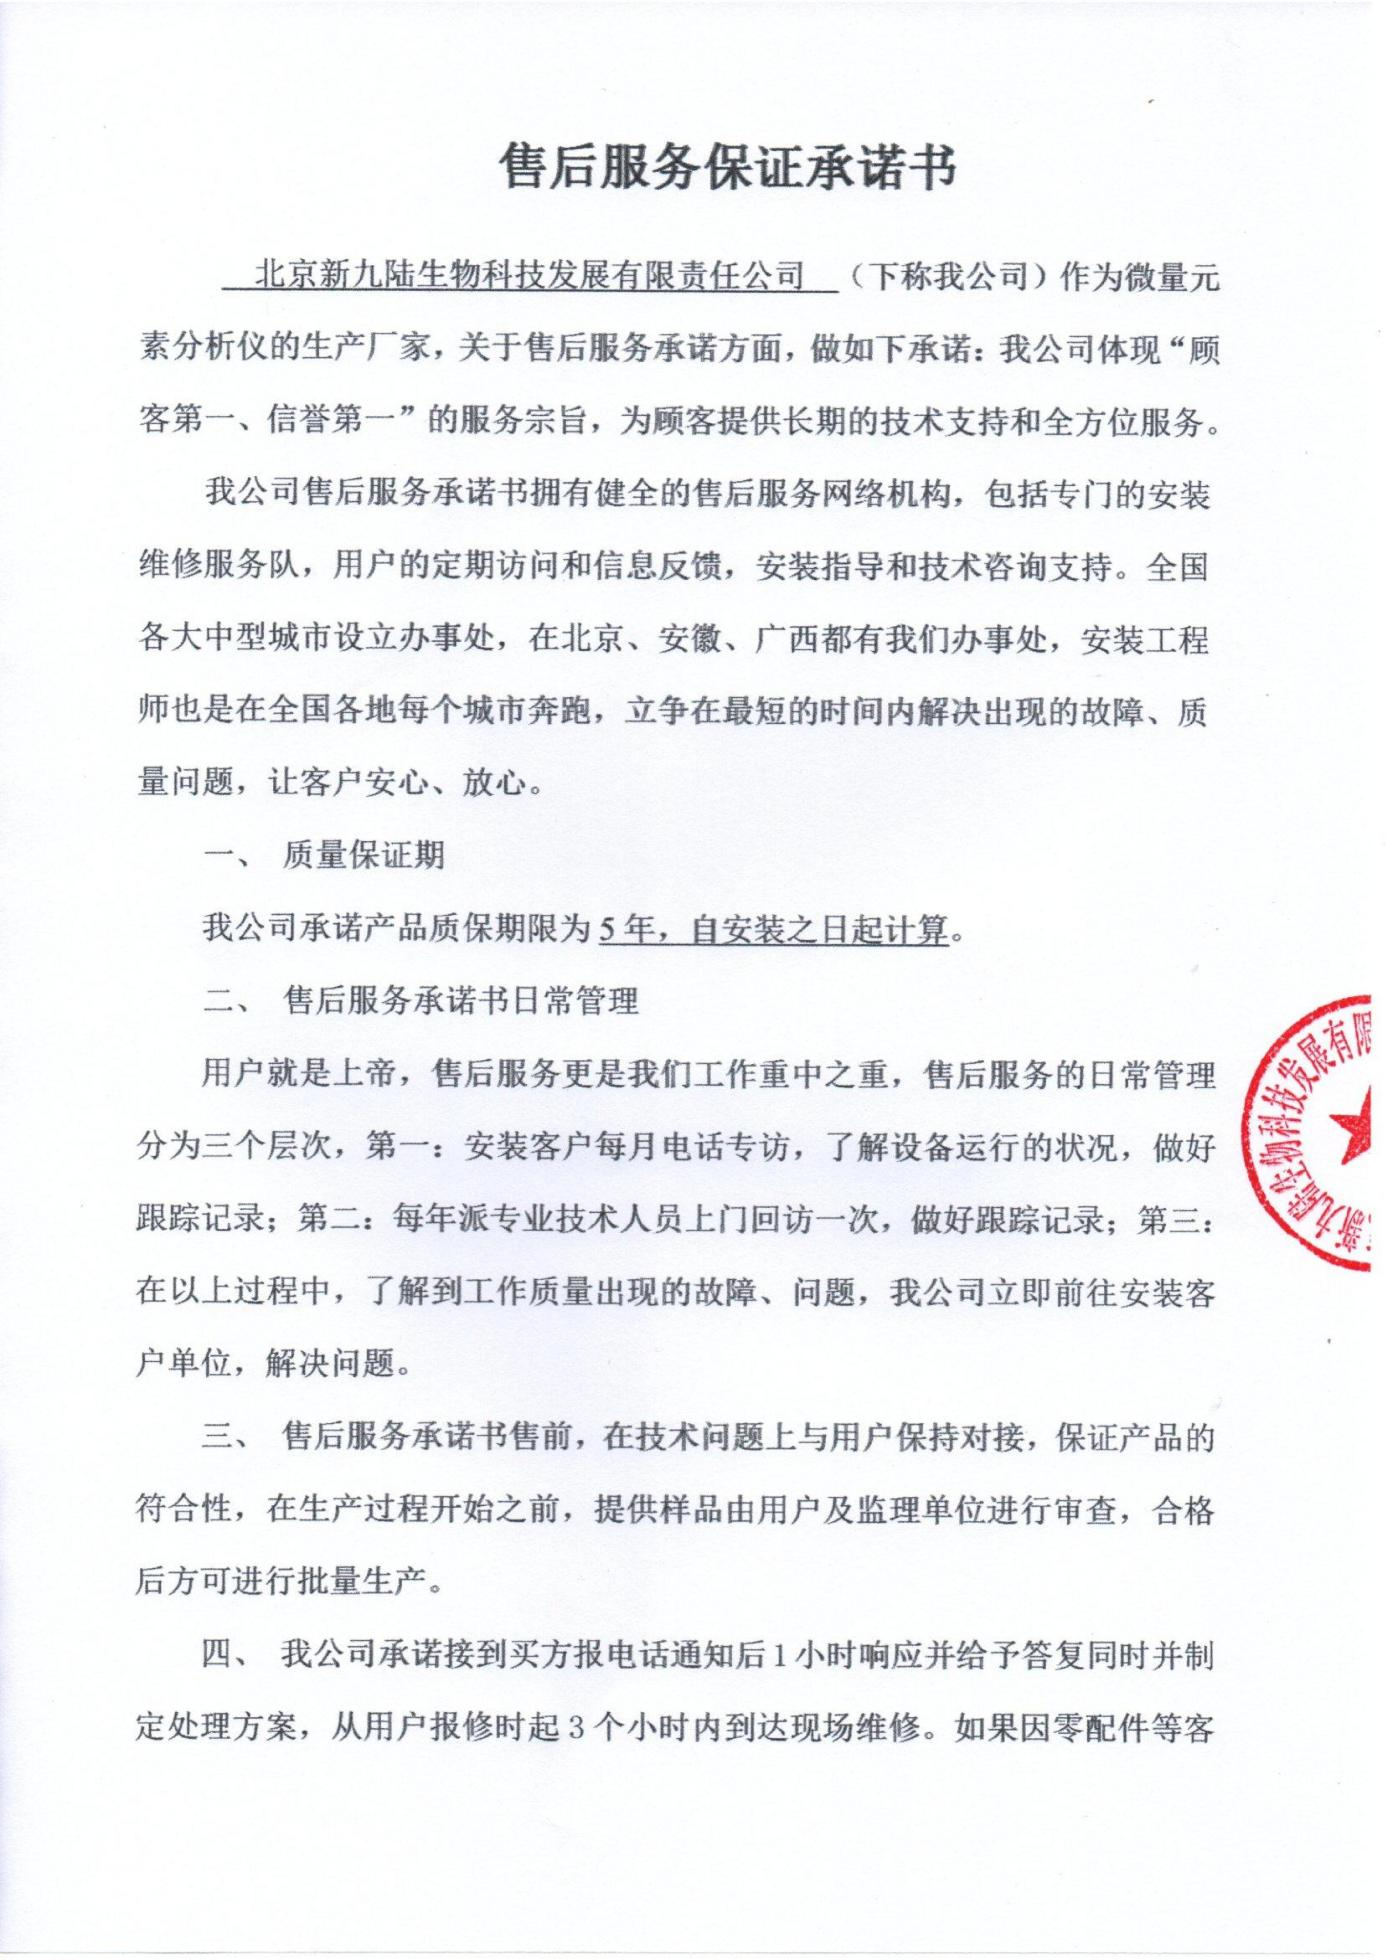 售后服务保证承诺书
北京新九陆生物科技发展有限责任公司 （下称我公司）作为微量元
素分析仪的生产厂家，关于售后服务承诺方面，做如下承诺：我公司体现“顾
客第一、信誉第一”的服务宗旨，为顾客提供长期的技术支持和全方位服务。
我公司售后服务承诺书拥有健全的售后服务网络机构，包括专门的安装
维修服务队，用户的定期访问和信息反馈，安装指导和技术咨询支持。全国
各大中型城市设立办事处，在北京、安徽、广西都有我们办事处，安装工程
师也是在全国各地每个城市奔跑，立争在最短的时间内解决出现的故障、质
量问题，让客户安心、放心。
一、 质量保证期
我公司承诺产品质保期限为5年，自安装之日起计算。
二、 售后服务承诺书日常管理
用户就是上帝，售后服务更是我们工作重中之重，售后服务的日常管理
分为三个层次，第一：安装客户每月电话专访，了解设备运行的状况，做好
跟踪记录；第二：每年派专业技术人员上门回访一次，做好跟踪记录；第三：
在以上过程中，了解到工作质量出现的故障、问题，我公司立即前往安装客
户单位，解决问题。
三、 售后服务承诺书售前，在技术问题上与用户保持对接，保证产品的
符合性，在生产过程开始之前，提供样品由用户及监理单位进行审查，合格
后方可进行批量生产。
四、 我公司承诺接到买方报电话通知后1小时响应并给予答复同时并制
定处理方案，从用户报修时起3个小时内到达现场维修。如果因零配件等客
新九陆生物科技发展有限